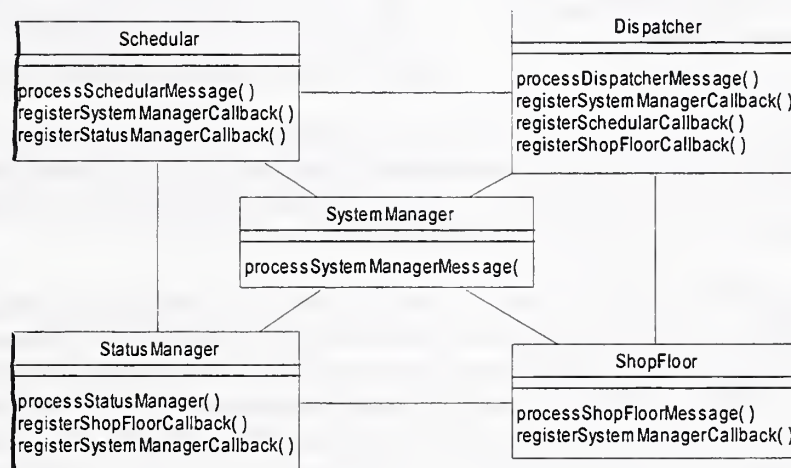 Schedular
processSchedularMessage()
registerSystemManagerCallback()
registerStatusManagerCallback()
Dispatcher
processDispatcherMessage()
registerSystemManagerCallback()
registerSchedularCallback()
registerShopFloorCallback()
SystemManager
processSystemManagerMessage(
StatusManager
processStatusManager()
registerShopFloorCallback()
registerSystemManagerCallback()
ShopFloor
processShopFloorMessage()
registerSystemManagerCallback()